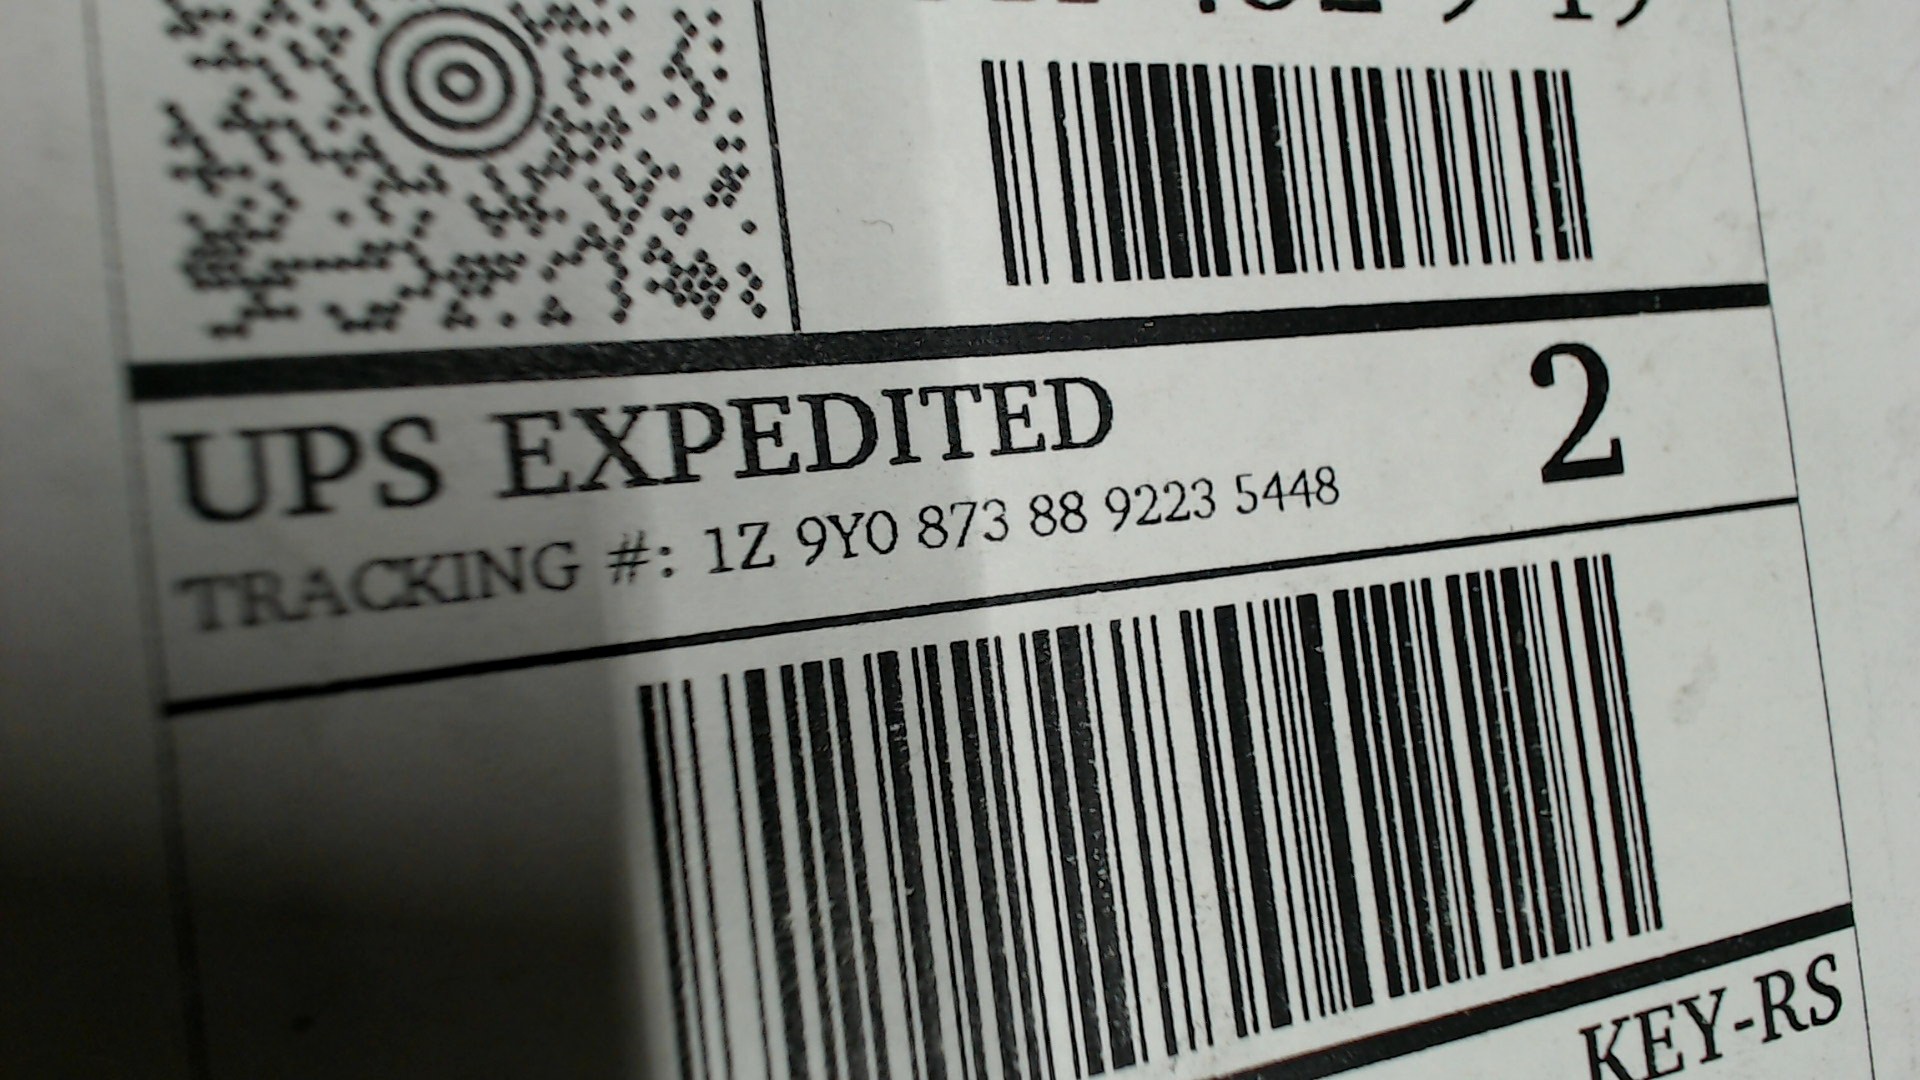 UPS EXPEDITED
2
TRACKING #: 1Z 9Y0 873 88 9223 5448
KEY-RS